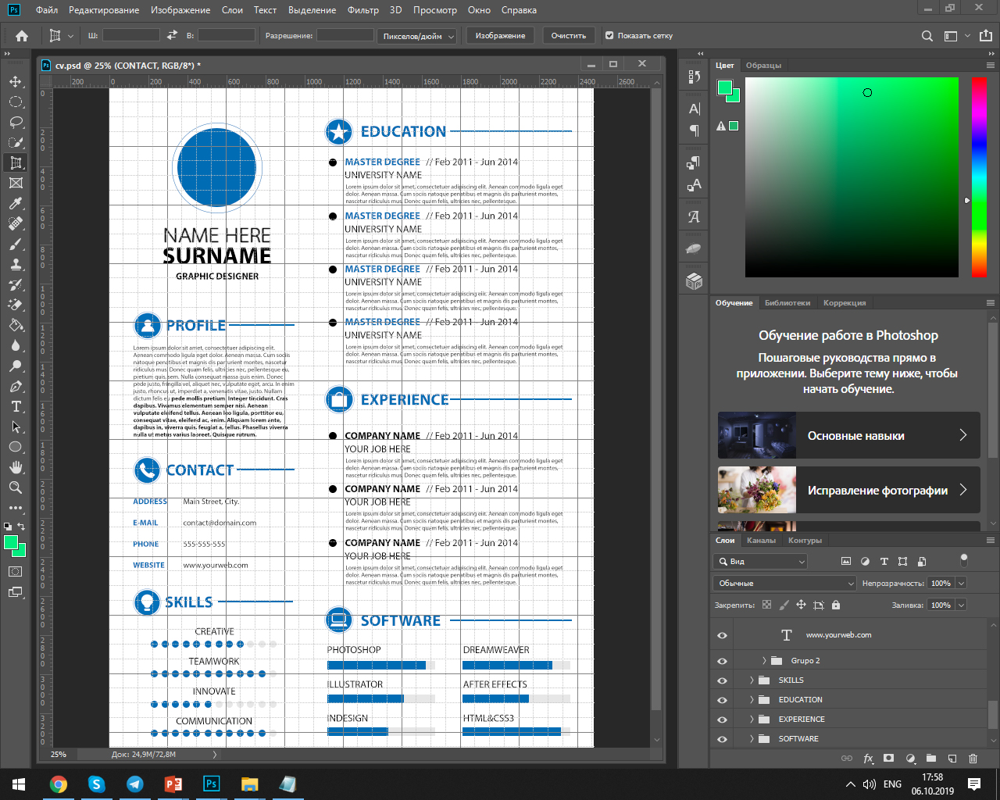 Файл Редактирование Изображение Слои Текст Выделение Фильтр 3D Просмотр Окно Справка
Ш: В: Разрешение: Пикселов/дюйм Изображение Очистить Показать сетку
cv.psd @ 25% (CONTACT, RGB/8*) *
200 0 200 400 600 800 1000 1200 1400 1600 1800 2000 2200 2400 2600
NAME HERE
SURNAME
GRAPHIC DESIGNER
PROFILE
Lorem ipsum dolor sit amet, consectetuer adipiscing elit.
Aenean commodo ligula eget dolor. Aenean massa. Cum sociis
natoque penatibus et magnis dis parturient montes, nascetur
ridiculus mus. Donec quam felis, ultricies nec, pellentesque eu,
pretium quis, sem. Nulla consequat massa quis enim. Donec
pede justo, fringilla vel, aliquet nec, vulputate eget, arcu. In enim
justo, rhoncus ut, imperdiet a, venenatis vitae, justo. Nullam
dictum felis eu pede mollis pretium. Integer tincidunt. Cras
dapibus. Vivamus elementum semper nisi. Aenean
vulputate eleifend tellus. Aenean leo ligula, porttitor eu,
consequat vitae, eleifend ac, enim. Aliquam lorem ante,
dapibus in, viverra quis, feugiat a, tellus. Phasellus viverra
nulla ut metus varius laoreet. Quisque rutrum.
CONTACT
ADDRESS Main Street, City.
E-MAIL contact@domain.com
PHONE 555-555-555
WEBSITE www.yourweb.com
SKILLS
CREATIVE
TEAMWORK
INNOVATE
COMMUNICATION
EDUCATION
MASTER DEGREE // Feb 2011 - Jun 2014
UNIVERSITY NAME
Lorem ipsum dolor sit amet, consectetuer adipiscing elit. Aenean commodo ligula eget
dolor. Aenean massa. Cum sociis natoque penatibus et magnis dis parturient montes,
nascetur ridiculus mus. Donec quam felis, ultricies nec, pellentesque.
MASTER DEGREE // Feb 2011 - Jun 2014
UNIVERSITY NAME
Lorem ipsum dolor sit amet, consectetuer adipiscing elit. Aenean commodo ligula eget
dolor. Aenean massa. Cum sociis natoque penatibus et magnis dis parturient montes,
nascetur ridiculus mus. Donec quam felis, ultricies nec, pellentesque.
MASTER DEGREE // Feb 2011 - Jun 2014
UNIVERSITY NAME
Lorem ipsum dolor sit amet, consectetuer adipiscing elit. Aenean commodo ligula eget
dolor. Aenean massa. Cum sociis natoque penatibus et magnis dis parturient montes,
nascetur ridiculus mus. Donec quam felis, ultricies nec, pellentesque.
MASTER DEGREE // Feb 2011 - Jun 2014
UNIVERSITY NAME
Lorem ipsum dolor sit amet, consectetuer adipiscing elit. Aenean commodo ligula eget
dolor. Aenean massa. Cum sociis natoque penatibus et magnis dis parturient montes,
nascetur ridiculus mus. Donec quam felis, ultricies nec, pellentesque.
EXPERIENCE
COMPANY NAME // Feb 2011 - Jun 2014
YOUR JOB HERE
Lorem ipsum dolor sit amet, consectetuer adipiscing elit. Aenean commodo ligula eget
dolor. Aenean massa. Cum sociis natoque penatibus et magnis dis parturient montes,
nascetur ridiculus mus. Donec quam felis, ultricies nec, pellentesque.
COMPANY NAME // Feb 2011 - Jun 2014
YOUR JOB HERE
Lorem ipsum dolor sit amet, consectetuer adipiscing elit. Aenean commodo ligula eget
dolor. Aenean massa. Cum sociis natoque penatibus et magnis dis parturient montes,
nascetur ridiculus mus. Donec quam felis, ultricies nec, pellentesque.
COMPANY NAME // Feb 2011 - Jun 2014
YOUR JOB HERE
Lorem ipsum dolor sit amet, consectetuer adipiscing elit. Aenean commodo ligula eget
dolor. Aenean massa. Cum sociis natoque penatibus et magnis dis parturient montes,
nascetur ridiculus mus. Donec quam felis, ultricies nec, pellentesque.
SOFTWARE
PHOTOSHOP DREAMWEAVER
ILLUSTRATOR AFTER EFFECTS
INDESIGN HTML&CSS3
25% Док: 24,9M/72,8M
Цвет Образцы
Обучение Библиотеки Коррекция
Обучение работе в Photoshop
Пошаговые руководства прямо в
приложении. Выберите тему ниже, чтобы
начать обучение.
Основные навыки
Исправление фотографии
Слои Каналы Контуры
Вид
Обычные Непрозрачность: 100%
Закрепить: Заливка: 100%
www.yourweb.com
Grupo 2
SKILLS
EDUCATION
EXPERIENCE
SOFTWARE
ENG
17:58
06.10.2019